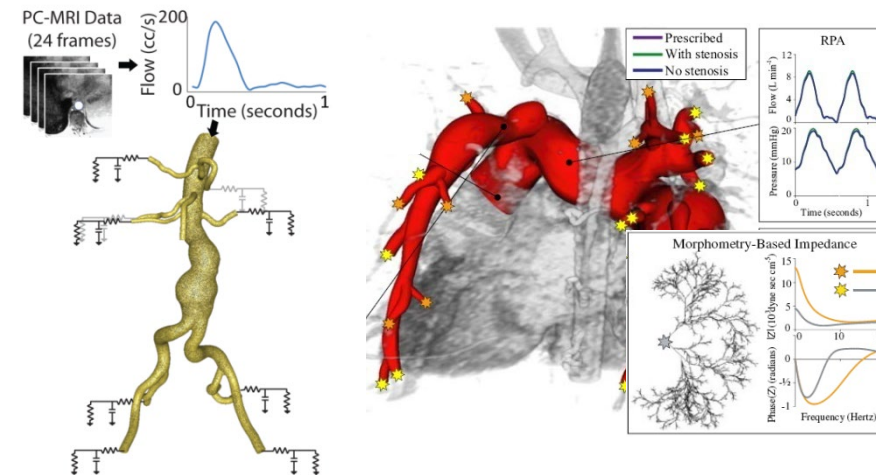 PC-MRI Data
(24 frames)
Flow (cc/s)
200
0
0
Time (seconds)
1
Prescribed
With stenosis
No stenosis
RPA
Flow (L min⁻¹)
12
8
4
0
Pressure (mmHg)
20
10
0
0
1
Time (seconds)
Morphometry-Based Impedance
|Z| (10³dyne sec cm⁻⁵)
15
10
5
0
0
10
Phase(Z) (radians)
0
-½
-1
Frequency (Hertz)